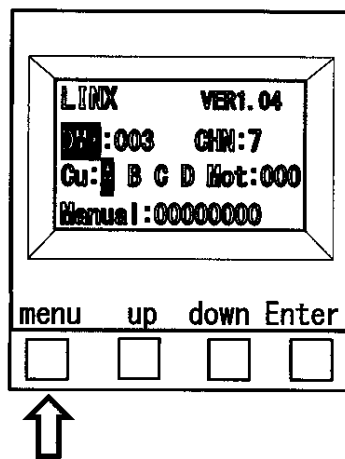 LINX VER1.04
:003 CHN:7
Cu:A B C D Mot:000
Manual:00000000
menu up down Enter